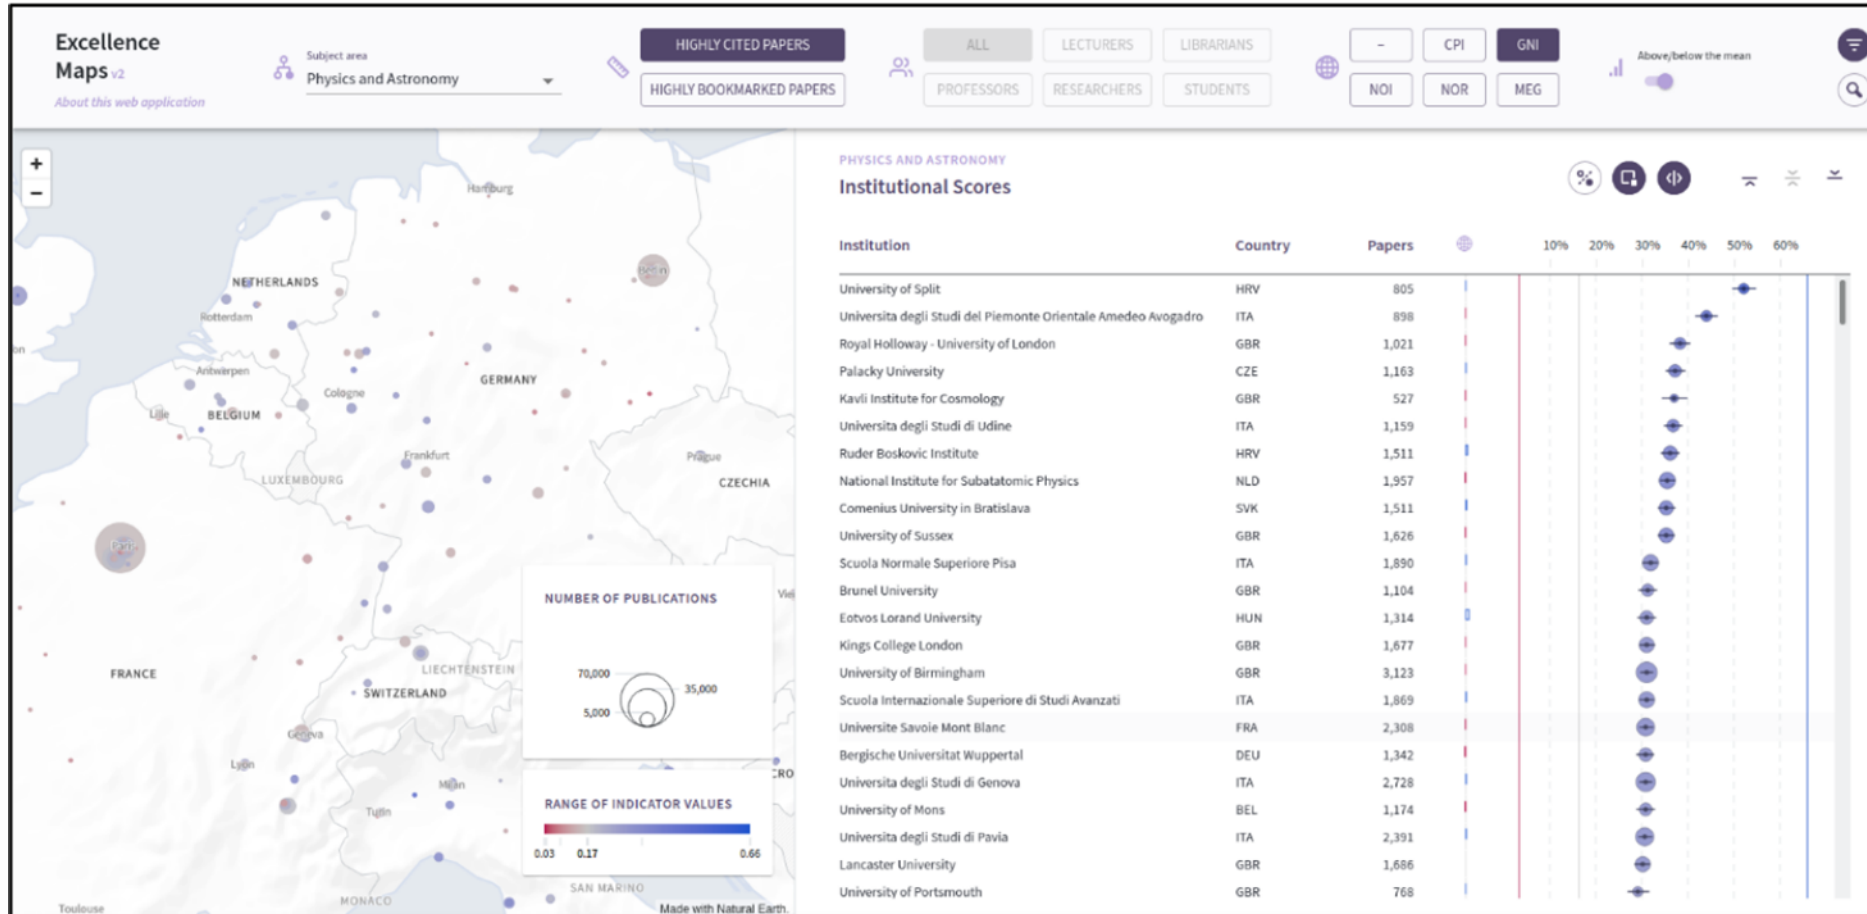 Excellence
Maps v2
About this web application
Subject area
Physics and Astronomy
HIGHLY CITED PAPERS
HIGHLY BOOKMARKED PAPERS
ALL LECTURERS LIBRARIANS
PROFESSORS RESEARCHERS STUDENTS
– CPI GNI
NOI NOR MEG
Above/below the mean
+
−
Hamburg
Berlin
NETHERLANDS
Rotterdam
Antwerpen
GERMANY
Cologne
Lille
BELGIUM
Frankfurt
Prague
LUXEMBOURG
CZECHIA
Paris
FRANCE
LIECHTENSTEIN
SWITZERLAND
Geneva
Lyon
Milan
Turin
CRO
SAN MARINO
MONACO
Toulouse
Made with Natural Earth.
NUMBER OF PUBLICATIONS
70,000
35,000
5,000
RANGE OF INDICATOR VALUES
0.03 0.17 0.66
PHYSICS AND ASTRONOMY
Institutional Scores
Institution Country Papers 10% 20% 30% 40% 50% 60%
University of Split HRV 805
Universita degli Studi del Piemonte Orientale Amedeo Avogadro ITA 898
Royal Holloway - University of London GBR 1,021
Palacky University CZE 1,163
Kavli Institute for Cosmology GBR 527
Universita degli Studi di Udine ITA 1,159
Ruder Boskovic Institute HRV 1,511
National Institute for Subatatomic Physics NLD 1,957
Comenius University in Bratislava SVK 1,511
University of Sussex GBR 1,626
Scuola Normale Superiore Pisa ITA 1,890
Brunel University GBR 1,104
Eotvos Lorand University HUN 1,314
Kings College London GBR 1,677
University of Birmingham GBR 3,123
Scuola Internazionale Superiore di Studi Avanzati ITA 1,869
Universite Savoie Mont Blanc FRA 2,308
Bergische Universitat Wuppertal DEU 1,342
Universita degli Studi di Genova ITA 2,728
University of Mons BEL 1,174
Universita degli Studi di Pavia ITA 2,391
Lancaster University GBR 1,686
University of Portsmouth GBR 768